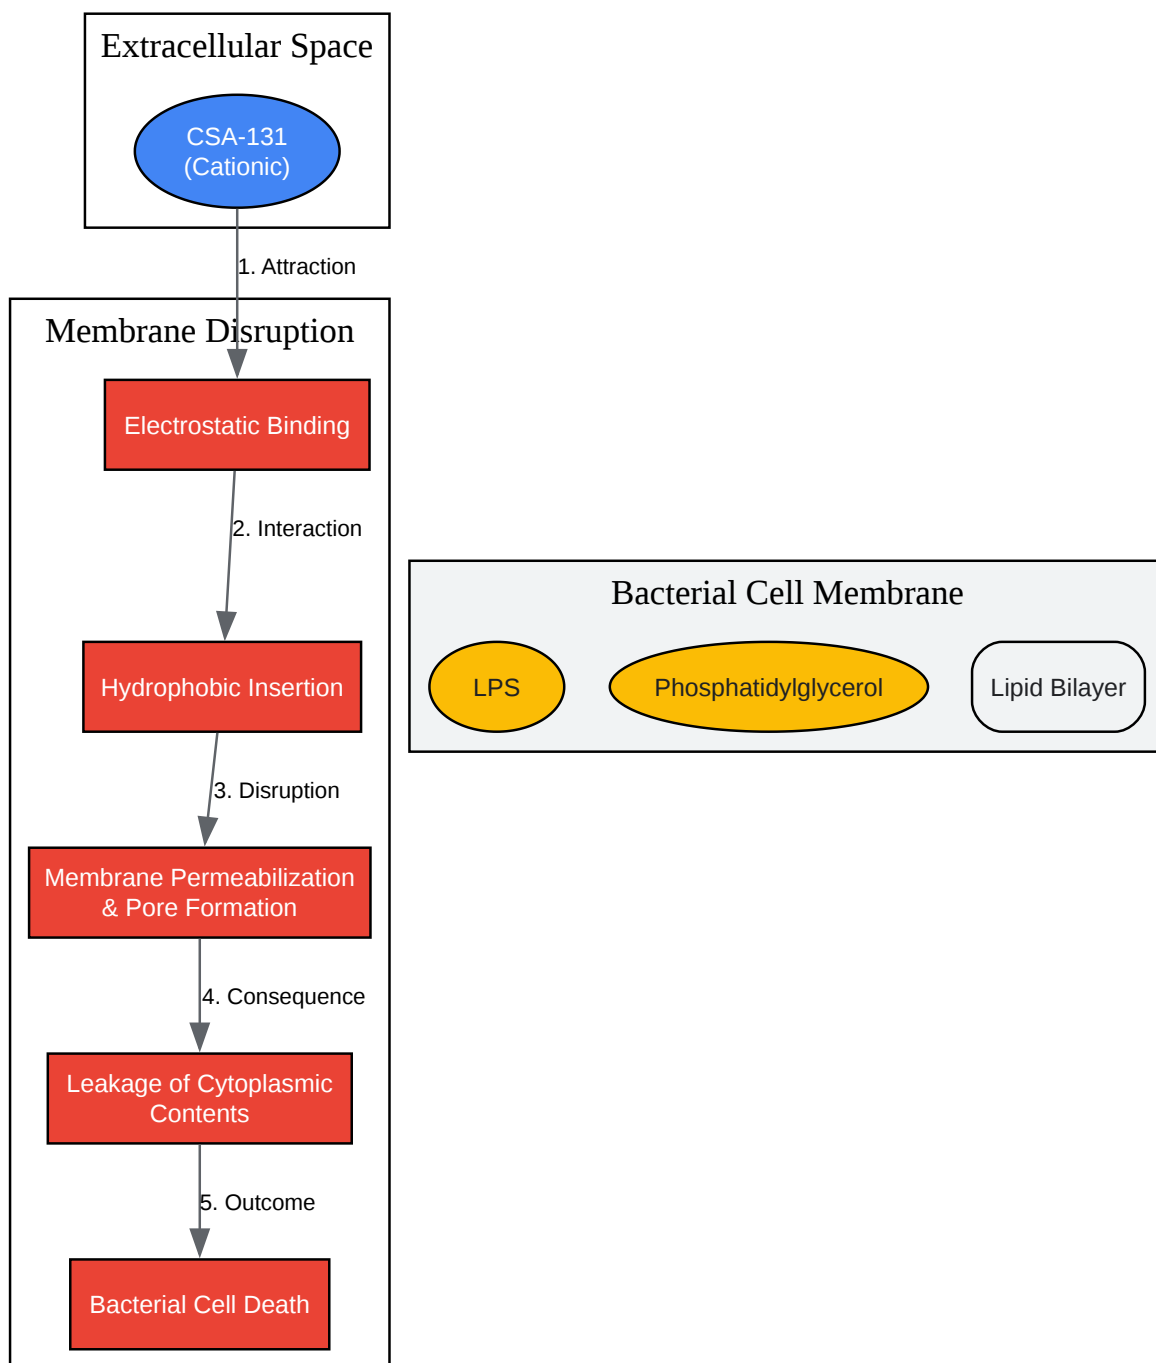 Extracellular Space
CSA-131
(Cationic)
1. Attraction
Membrane Disruption
Electrostatic Binding
2. Interaction
Bacterial Cell Membrane
Hydrophobic Insertion
LPS
Phosphatidylglycerol
Lipid Bilayer
3. Disruption
Membrane Permeabilization
& Pore Formation
4. Consequence
Leakage of Cytoplasmic
Contents
5. Outcome
Bacterial Cell Death